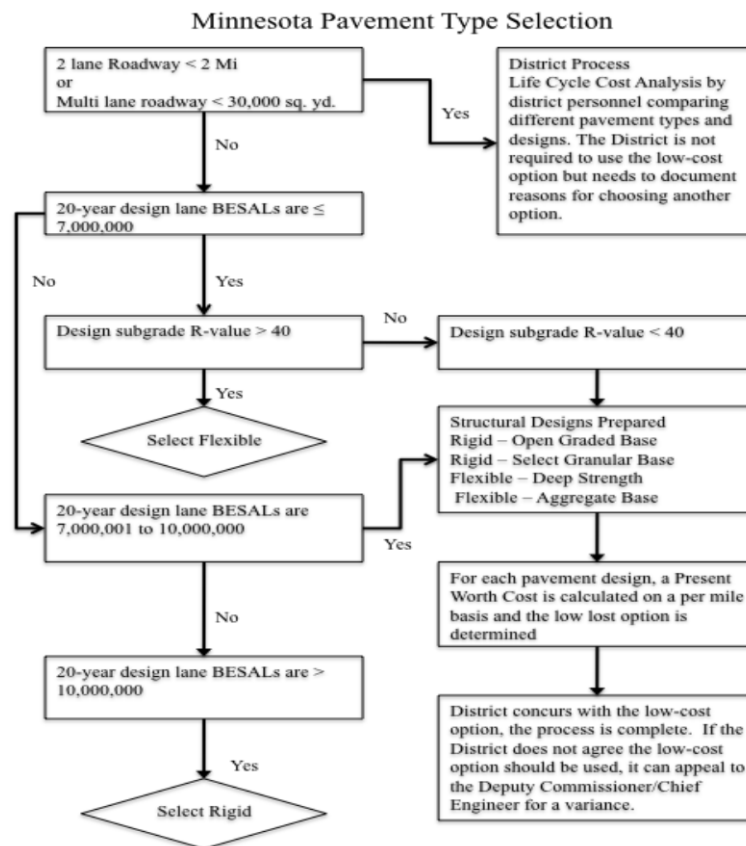 Minnesota Pavement Type Selection
2 lane Roadway < 2 Mi
or
Multi lane roadway < 30,000 sq. yd.
Yes
District Process
Life Cycle Cost Analysis by
district personnel comparing
different pavement types and
designs. The District is not
required to use the low-cost
option but needs to document
reasons for choosing another
option.
No
20-year design lane BESALs are ≤
7,000,000
No
Yes
Design subgrade R-value > 40
No
Design subgrade R-value < 40
Yes
Select Flexible
Structural Designs Prepared
Rigid – Open Graded Base
Rigid – Select Granular Base
Flexible – Deep Strength
Flexible – Aggregate Base
20-year design lane BESALs are
7,000,001 to 10,000,000
Yes
For each pavement design, a Present
Worth Cost is calculated on a per mile
basis and the low lost option is
determined
No
20-year design lane BESALs are >
10,000,000
District concurs with the low-cost
option, the process is complete. If the
District does not agree the low-cost
option should be used, it can appeal to
the Deputy Commissioner/Chief
Engineer for a variance.
Yes
Select Rigid